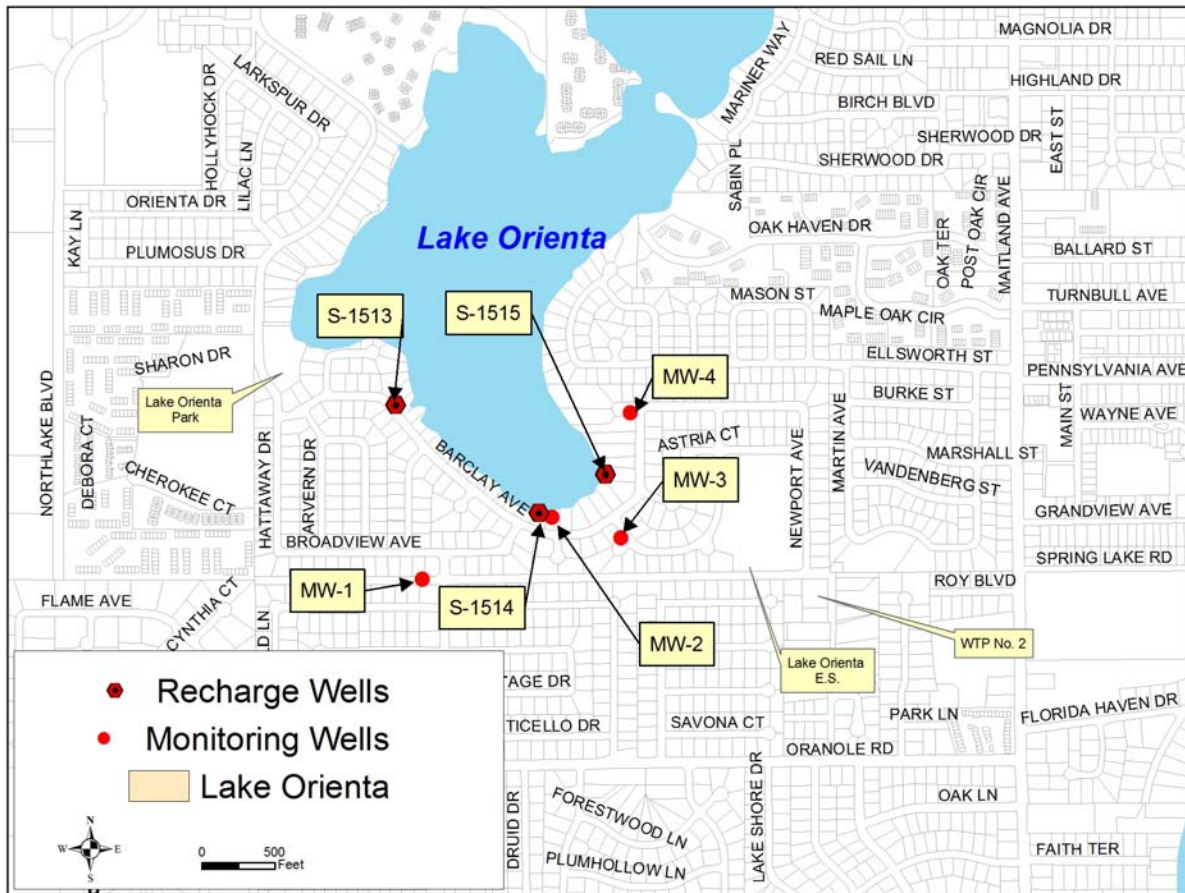 MAGNOLIA DR
RED SAIL LN
HIGHLAND DR
MARINER WAY
BIRCH BLVD
LARKSPUR DR
HOLLYHOCK DR
LILAC LN
SHERWOOD DR
EAST ST
SHERWOOD DR
SABIN PL
ORIENTA DR
KAY LN
PLUMOSUS DR
Lake Orienta
OAK HAVEN DR
OAK TER
POST OAK CIR
MAITLAND AVE
BALLARD ST
TURNBULL AVE
MASON ST
MAPLE OAK CIR
S-1513
S-1515
SHARON DR
ELLSWORTH ST
PENNSYLVANIA AVE
MW-4
Lake Orienta
Park
BURKE ST
MAIN ST
WAYNE AVE
NORTHLAKE BLVD
DEBORA CT
CHEROKEE CT
HATTAWAY DR
ARVERN DR
BARCLAY AVE
ASTRIA CT
MARTIN AVE
MARSHALL ST
VANDENBERG ST
MW-3
NEWPORT AVE
GRANDVIEW AVE
BROADVIEW AVE
SPRING LAKE RD
MW-1
S-1514
ROY BLVD
FLAME AVE
CYNTHIA CT
D LN
MW-2
WTP No. 2
Lake Orienta
E.S.
Recharge Wells
Monitoring Wells
Lake Orienta
TAGE DR
TICELLO DR
SAVONA CT
PARK LN
FLORIDA HAVEN DR
ORANOLE RD
LAKE SHORE DR
DRUID DR
OAK LN
FORESTWOOD LN
PLUMHOLLOW LN
FAITH TER
N
W E
S
0 500
Feet